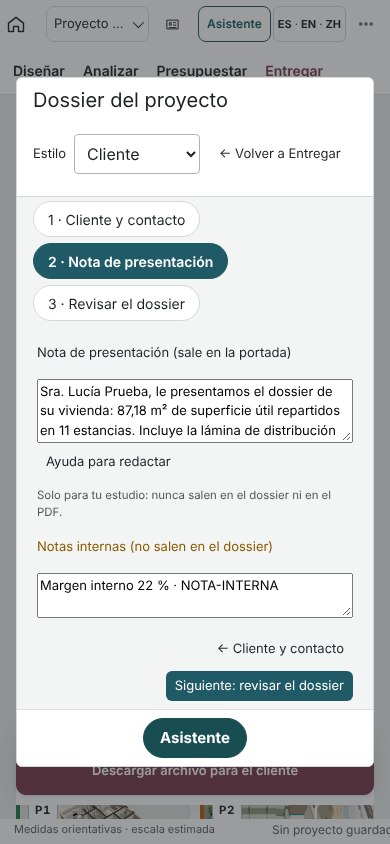 Proyecto ...
Asistente
ES · EN · ZH
Diseñar Analizar Presupuestar Entregar
Dossier del proyecto
Estilo Cliente ← Volver a Entregar
1 · Cliente y contacto
2 · Nota de presentación
3 · Revisar el dossier
Nota de presentación (sale en la portada)
Sra. Lucía Prueba, le presentamos el dossier de
su vivienda: 87,18 m² de superficie útil repartidos
en 11 estancias. Incluye la lámina de distribución
Ayuda para redactar
Solo para tu estudio: nunca salen en el dossier ni en el
PDF.
Notas internas (no salen en el dossier)
Margen interno 22 % · NOTA-INTERNA
← Cliente y contacto
Siguiente: revisar el dossier
Asistente
Descargar archivo para el cliente
P1 P2
Medidas orientativas · escala estimada
Sin proyecto guardad